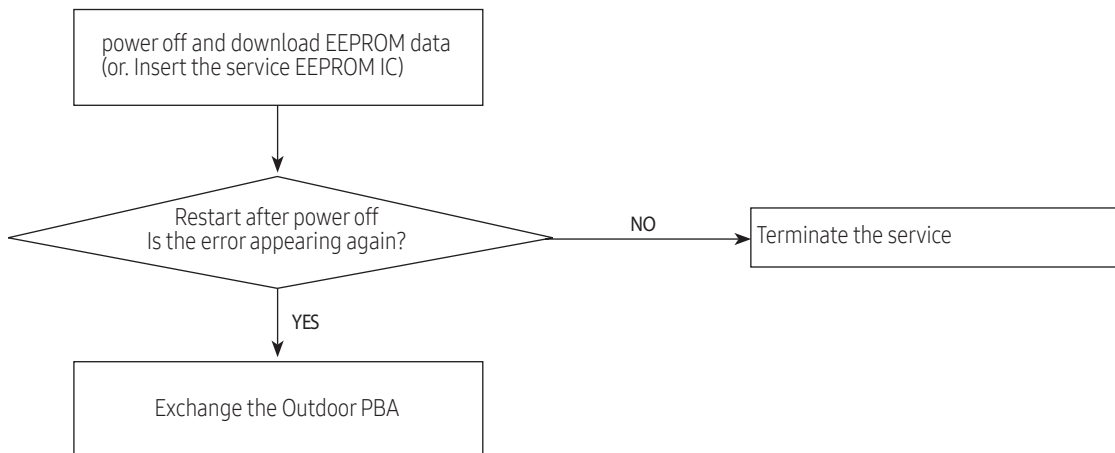 power off and download EEPROM data
(or. Insert the service EEPROM IC)
Restart after power off
Is the error appearing again?
NO
Terminate the service
YES
Exchange the Outdoor PBA